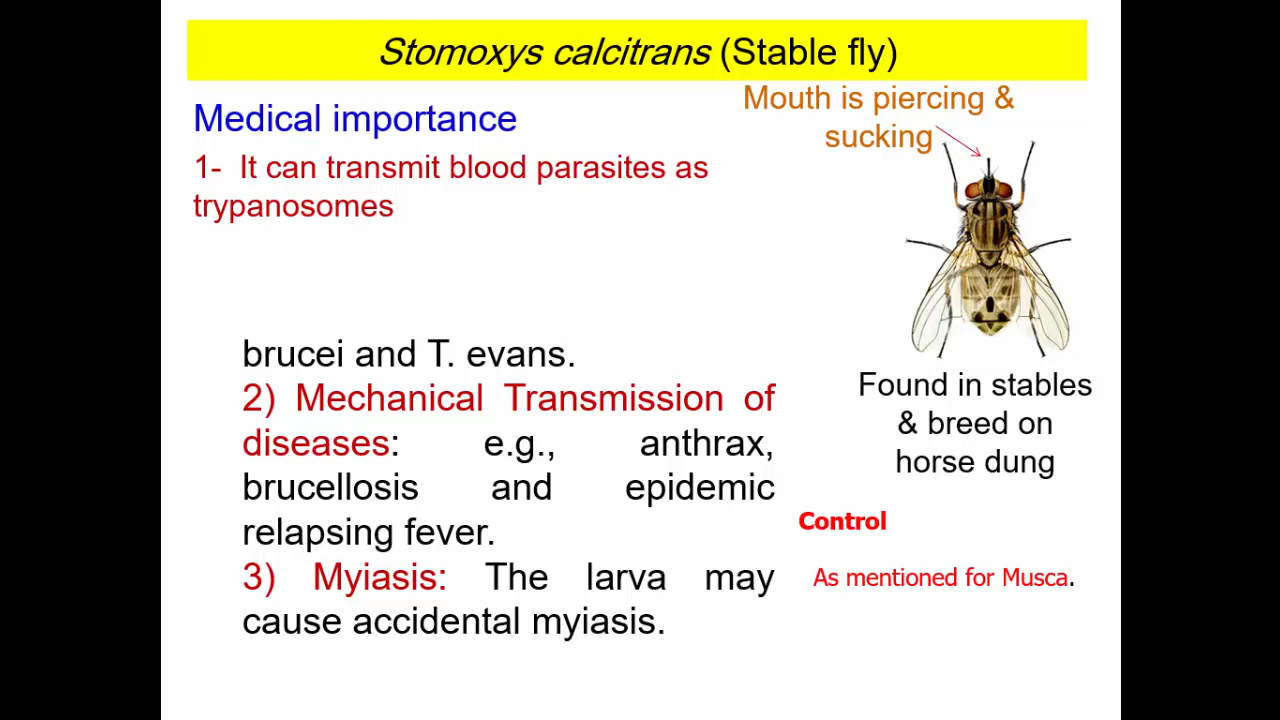 Stomoxys calcitrans (Stable fly)
Medical importance
1- It can transmit blood parasites as
trypanosomes
brucei and T. evans.
2) Mechanical Transmission of
diseases: e.g., anthrax,
brucellosis and epidemic
relapsing fever.
3) Myiasis: The larva may
cause accidental myiasis.
Mouth is piercing &
sucking
Found in stables
& breed on
horse dung
Control
As mentioned for Musca.